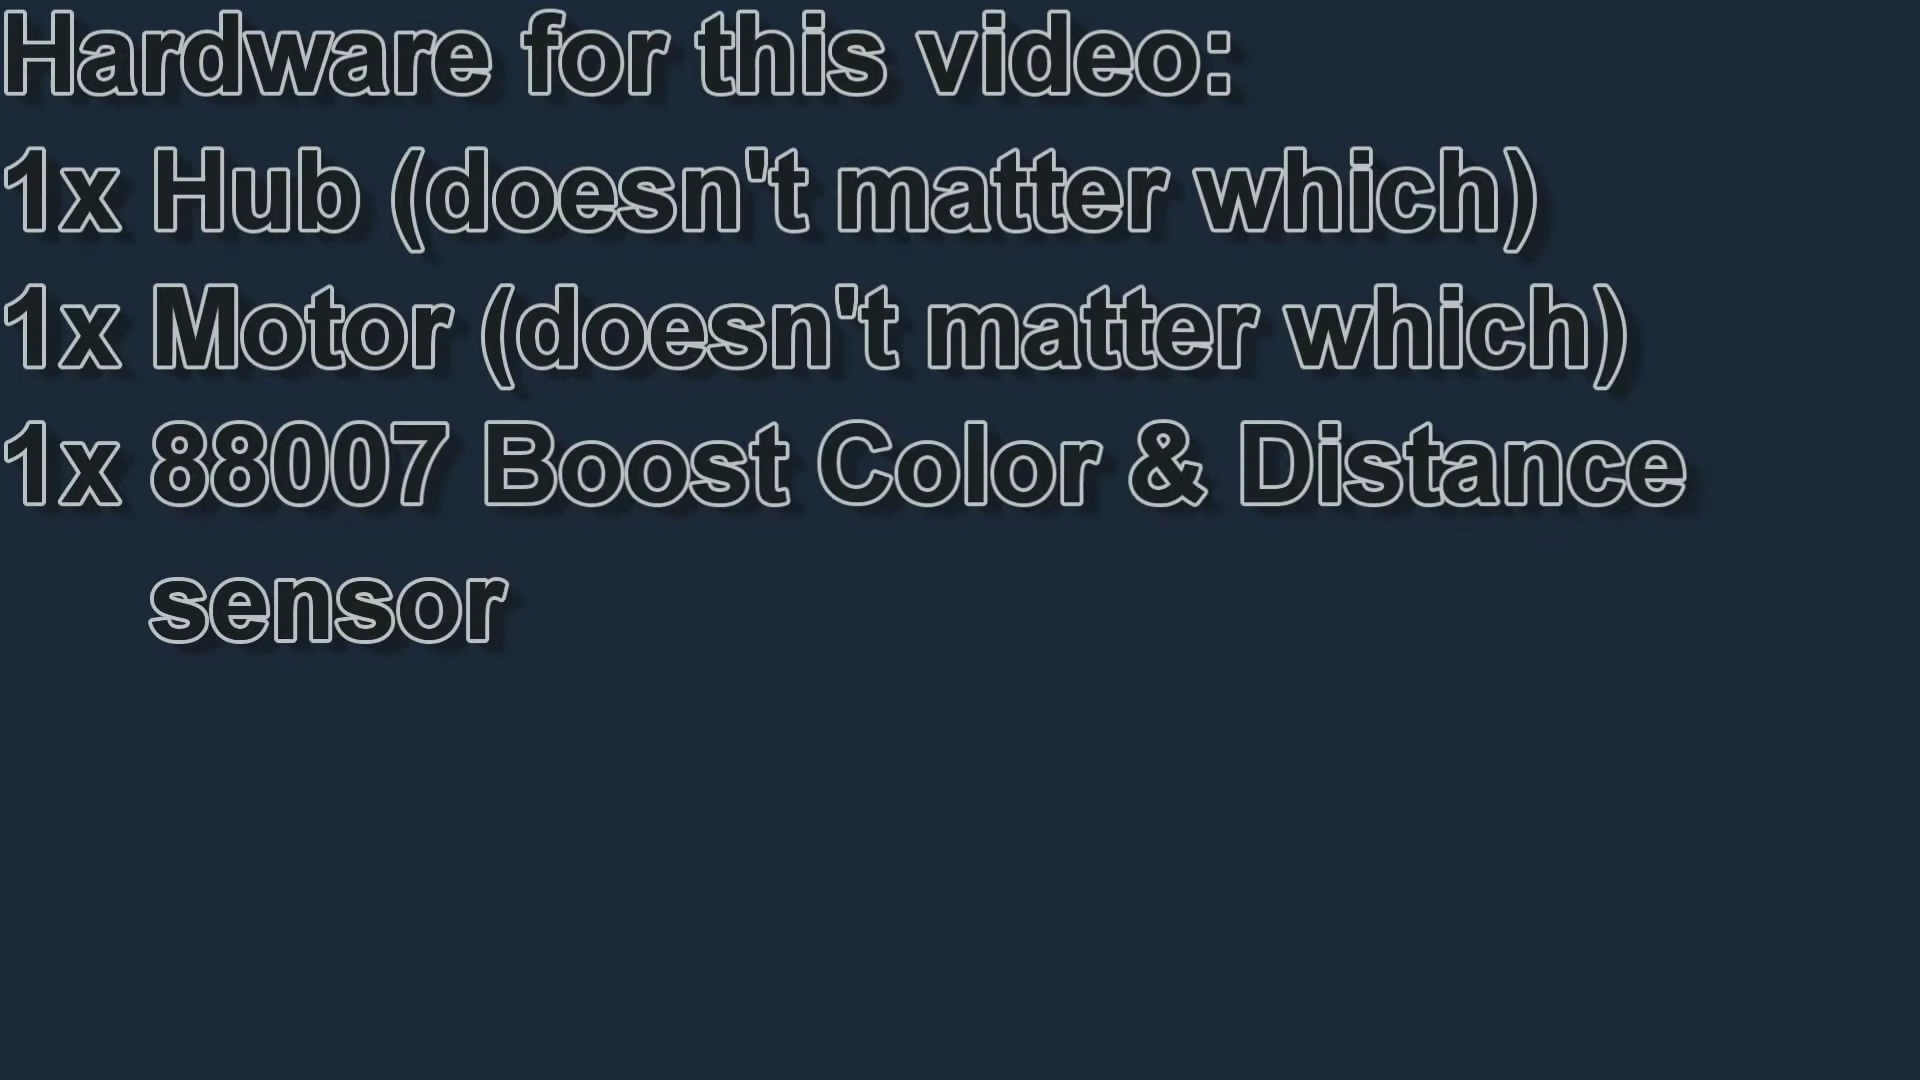 Hardware for this video:
1x Hub (doesn't matter which)
1x Motor (doesn't matter which)
1x 88007 Boost Color & Distance
sensor